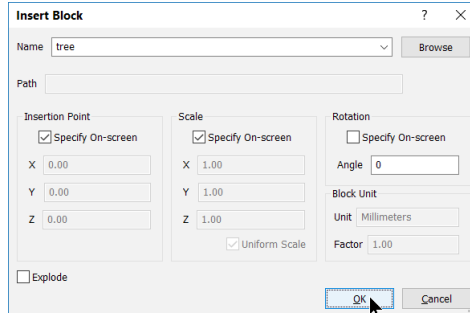 Insert Block ? ×
Name tree Browse
Path
Insertion Point Scale Rotation
Specify On-screen Specify On-screen Specify On-screen
X 0.00 X 1.00 Angle 0
Y 0.00 Y 1.00 Block Unit
Z 0.00 Z 1.00 Unit Millimeters
Uniform Scale Factor 1.00
Explode
OK Cancel